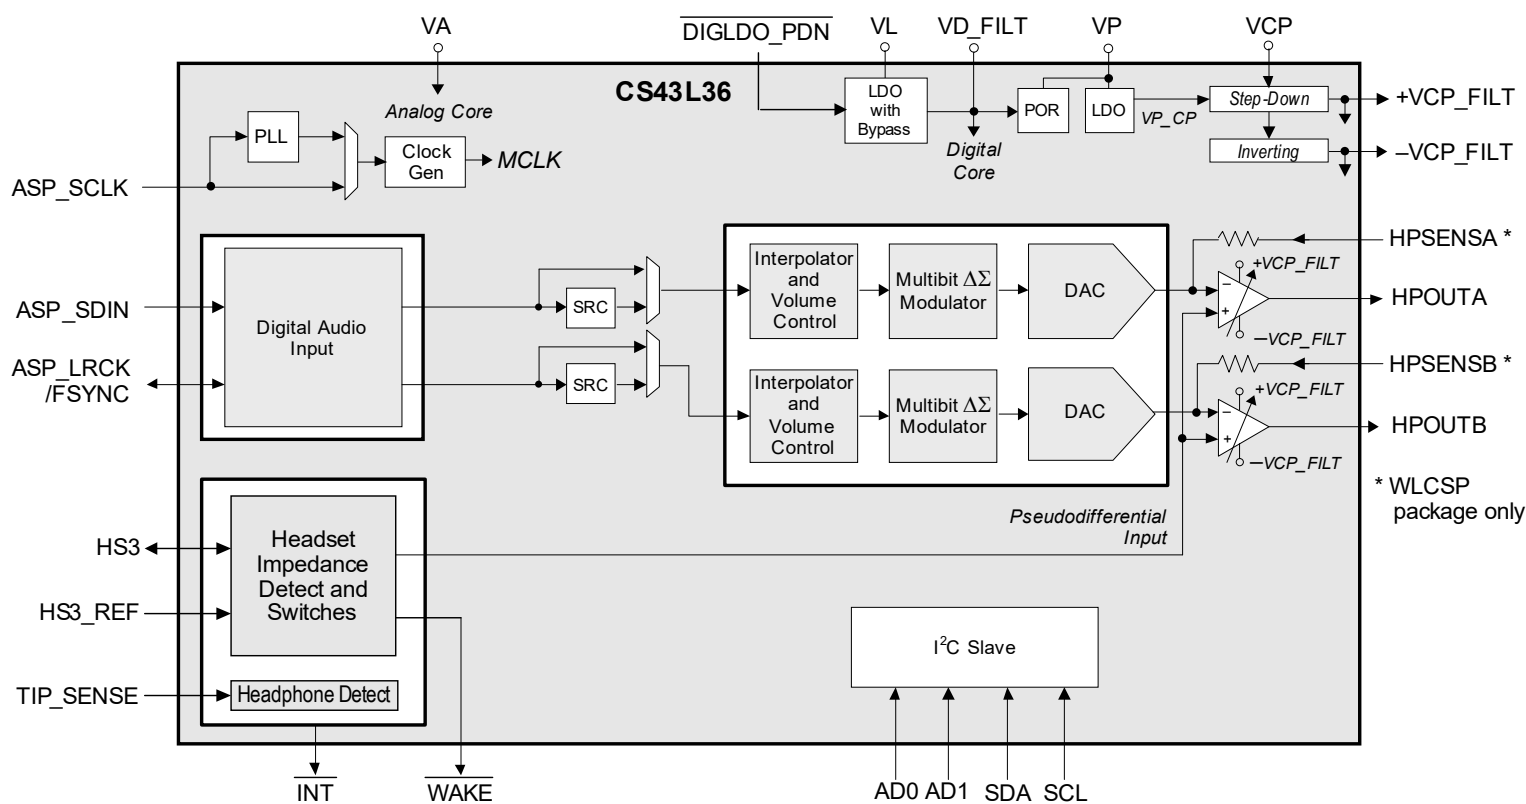 VA
DIGLDO_PDN
VL
VD_FILT
VP
VCP
CS43L36
Analog Core
LDO
with
Bypass
POR
LDO
VP_CP
Step-Down
+VCP_FILT
Digital
Core
Inverting
–VCP_FILT
PLL
Clock
Gen
MCLK
ASP_SCLK
Digital Audio
Input
ASP_SDIN
ASP_LRCK
/FSYNC
SRC
SRC
Interpolator
and
Volume
Control
Multibit ΔΣ
Modulator
DAC
HPSENSA *
+VCP_FILT
–
+
HPOUTA
–VCP_FILT
Interpolator
and
Volume
Control
Multibit ΔΣ
Modulator
DAC
HPSENSB *
+VCP_FILT
–
+
HPOUTB
–VCP_FILT
* WLCSP
package only
Pseudodifferential
Input
HS3
Headset
Impedance
Detect and
Switches
HS3_REF
TIP_SENSE
Headphone Detect
I²C Slave
INT
WAKE
AD0 AD1 SDA SCL